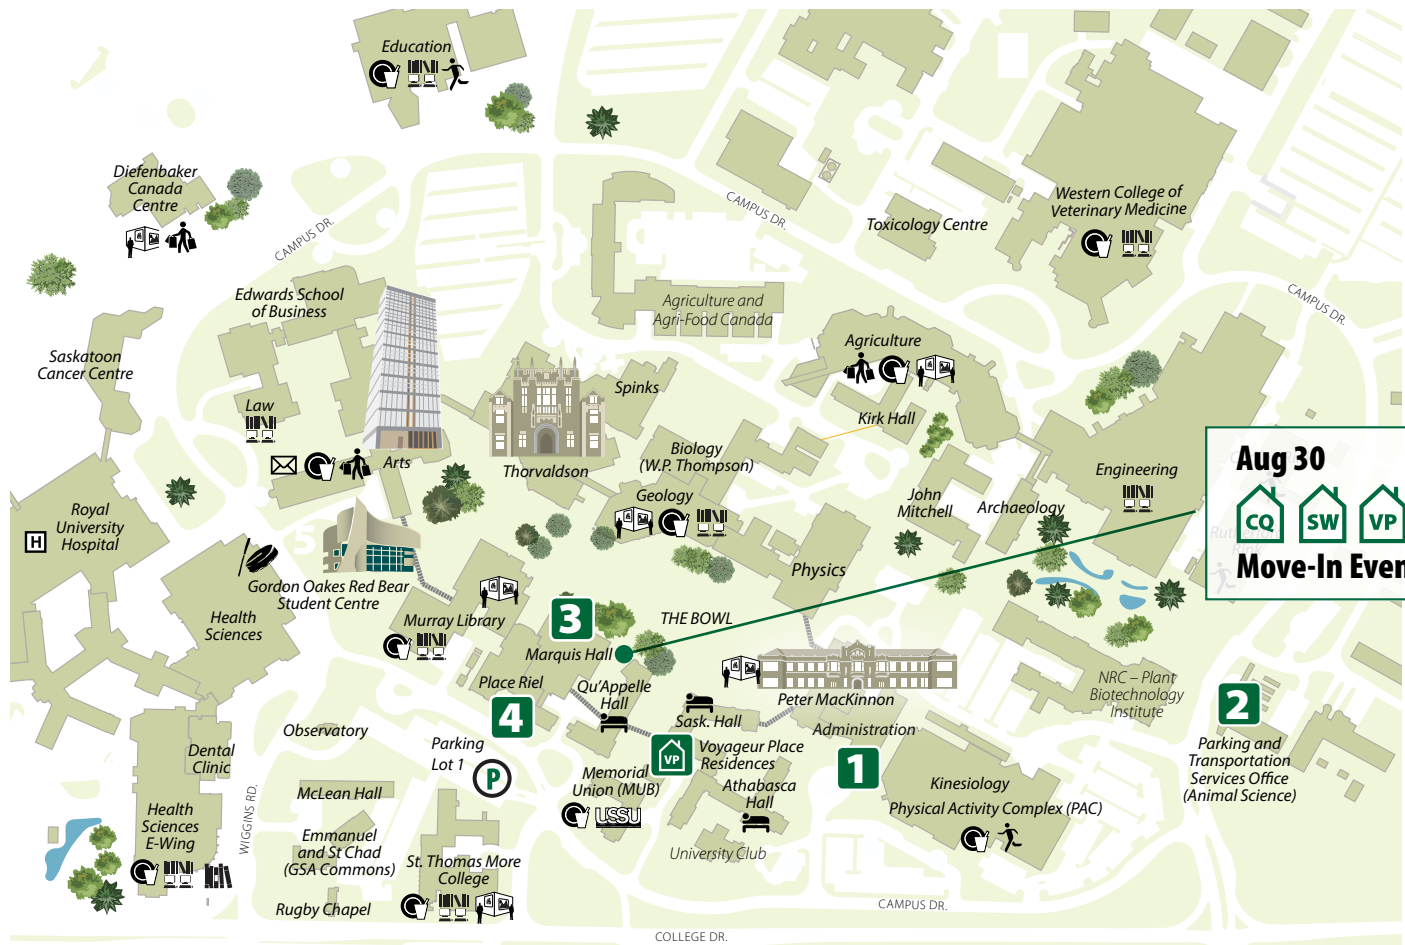 Education
Diefenbaker
Canada
Centre
CAMPUS DR.
CAMPUS DR.
Toxicology Centre
Western College of
Veterinary Medicine
CAMPUS DR.
Edwards School
of Business
Agriculture and
Agri-Food Canada
Saskatoon
Cancer Centre
Agriculture
Spinks
Law
Kirk Hall
Arts
Thorvaldson
Biology
(W.P. Thompson)
Geology
Engineering
John
Mitchell
Archaeology
Aug 30
CQ
SW
VP
Move-In Even
Royal
University
Hospital
H
Physics
Gordon Oakes Red Bear
Student Centre
Health
Sciences
Murray Library
3
THE BOWL
Marquis Hall
Place Riel
4
Qu'Appelle
Hall
Sask. Hall
Peter MacKinnon
Administration
1
NRC – Plant
Biotechnology
Institute
2
Parking and
Transportation
Services Office
(Animal Science)
Observatory
Parking
Lot 1
P
VP
Voyageur Place
Residences
Dental
Clinic
McLean Hall
Memorial
Union (MUB)
USSU
Athabasca
Hall
Kinesiology
Physical Activity Complex (PAC)
Health
Sciences
E-Wing
WIGGINS RD.
Emmanuel
and St Chad
(GSA Commons)
St. Thomas More
College
University Club
Rugby Chapel
CAMPUS DR.
COLLEGE DR.